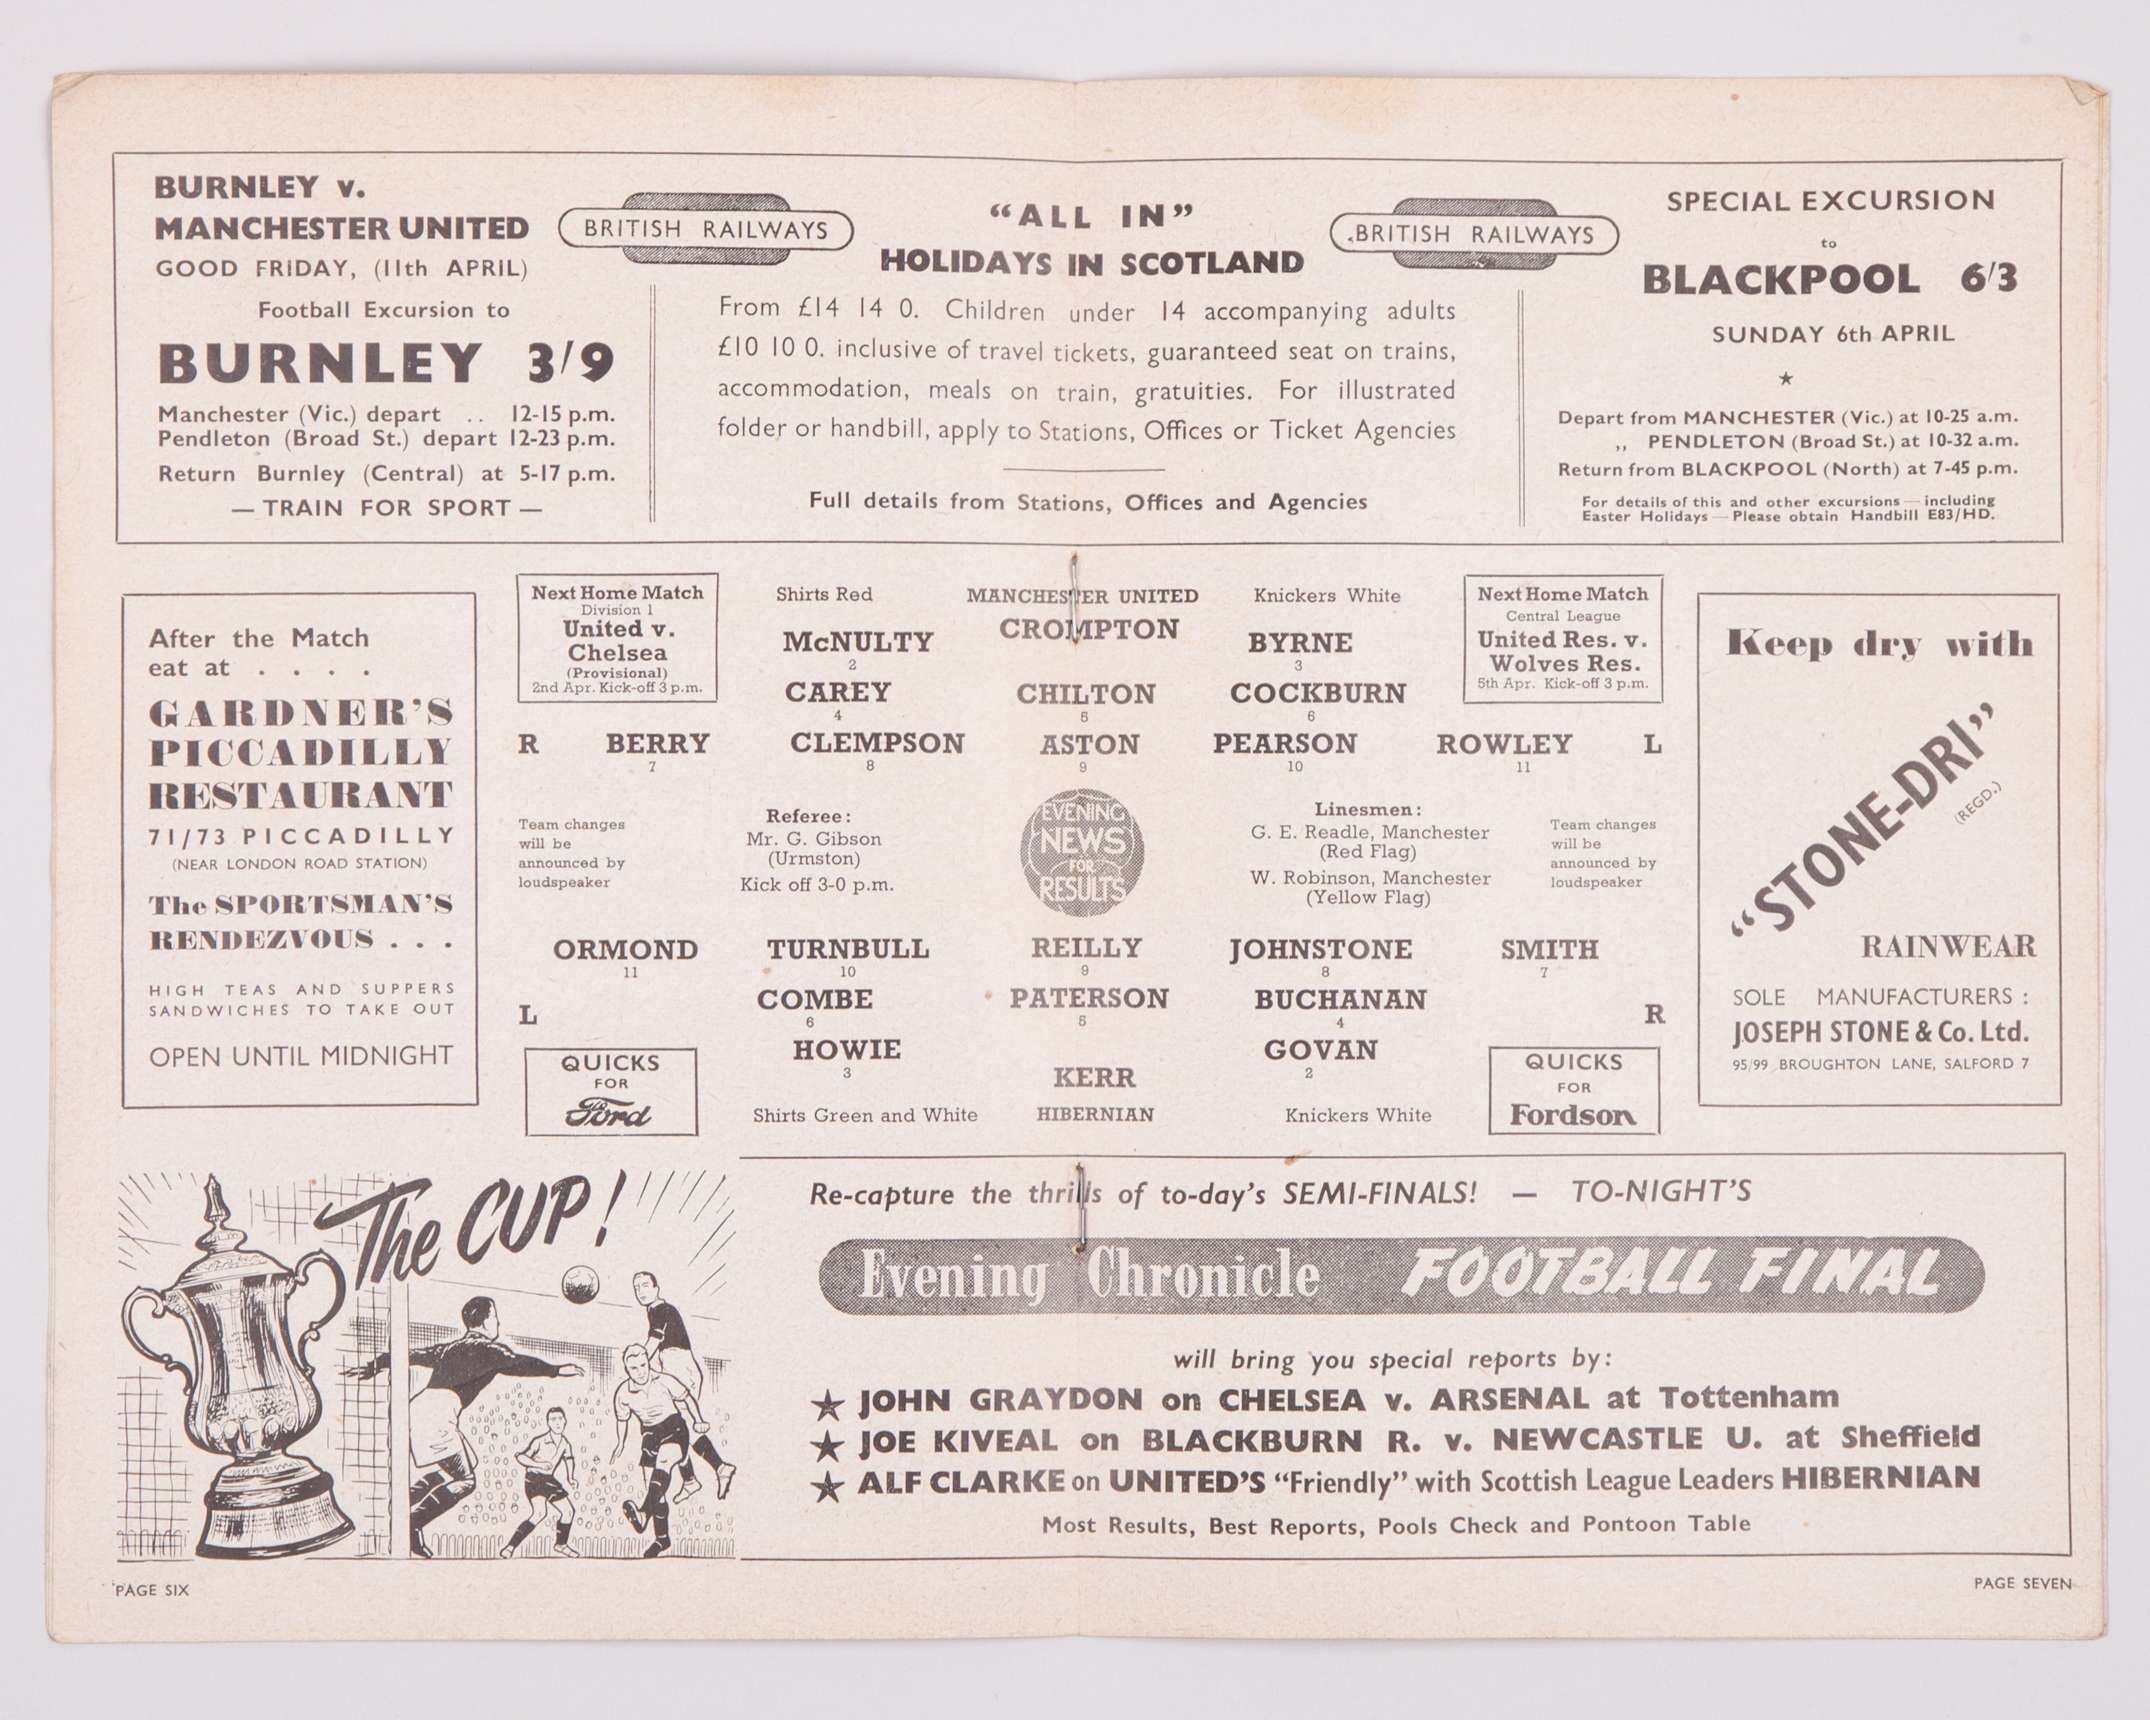 BURNLEY v.
MANCHESTER UNITED
GOOD FRIDAY, (11th APRIL)
Football Excursion to
BURNLEY 3/9
Manchester (Vic.) depart .. 12-15 p.m.
Pendleton (Broad St.) depart 12-23 p.m.
Return Burnley (Central) at 5-17 p.m.
— TRAIN FOR SPORT —
BRITISH RAILWAYS
"ALL IN"
HOLIDAYS IN SCOTLAND
From £14 14 0. Children under 14 accompanying adults
£10 10 0. inclusive of travel tickets, guaranteed seat on trains,
accommodation, meals on train, gratuities. For illustrated
folder or handbill, apply to Stations, Offices or Ticket Agencies
Full details from Stations, Offices and Agencies
BRITISH RAILWAYS
SPECIAL EXCURSION
to
BLACKPOOL 6/3
SUNDAY 6th APRIL
Depart from MANCHESTER (Vic.) at 10-25 a.m.
,, PENDLETON (Broad St.) at 10-32 a.m.
Return from BLACKPOOL (North) at 7-45 p.m.
For details of this and other excursions — including
Easter Holidays — Please obtain Handbill E83/HD.
After the Match
eat at . . . .
GARDNER'S
PICCADILLY
RESTAURANT
71/73 PICCADILLY
(NEAR LONDON ROAD STATION)
The SPORTSMAN'S
RENDEZVOUS . . .
HIGH TEAS AND SUPPERS
SANDWICHES TO TAKE OUT
OPEN UNTIL MIDNIGHT
Next Home Match
Division 1
United v.
Chelsea
(Provisional)
2nd Apr. Kick-off 3 p.m.
Shirts Red MANCHESTER UNITED Knickers White
CROMPTON
McNULTY BYRNE
2 3
CAREY CHILTON COCKBURN
4 5 6
R BERRY CLEMPSON ASTON PEARSON ROWLEY L
7 8 9 10 11
Next Home Match
Central League
United Res. v.
Wolves Res.
5th Apr. Kick-off 3 p.m.
Team changes
will be
announced by
loudspeaker
Referee:
Mr. G. Gibson
(Urmston)
Kick off 3-0 p.m.
EVENING
NEWS
FOR
RESULTS
Linesmen:
G. E. Readle, Manchester
(Red Flag)
W. Robinson, Manchester
(Yellow Flag)
Team changes
will be
announced by
loudspeaker
ORMOND TURNBULL REILLY JOHNSTONE SMITH
11 10 9 8 7
COMBE PATERSON BUCHANAN
6 5 4
L R
HOWIE GOVAN
3 2
KERR
Shirts Green and White HIBERNIAN Knickers White
QUICKS
FOR
Ford
QUICKS
FOR
Fordson
Keep dry with
"STONE-DRI"
(REGD.)
RAINWEAR
SOLE MANUFACTURERS:
JOSEPH STONE & Co. Ltd.
95/99 BROUGHTON LANE, SALFORD 7
The CUP!
Re-capture the thrills of to-day's SEMI-FINALS! — TO-NIGHT'S
Evening Chronicle FOOTBALL FINAL
will bring you special reports by:
★ JOHN GRAYDON on CHELSEA v. ARSENAL at Tottenham
★ JOE KIVEAL on BLACKBURN R. v. NEWCASTLE U. at Sheffield
★ ALF CLARKE on UNITED'S "Friendly" with Scottish League Leaders HIBERNIAN
Most Results, Best Reports, Pools Check and Pontoon Table
PAGE SIX
PAGE SEVEN